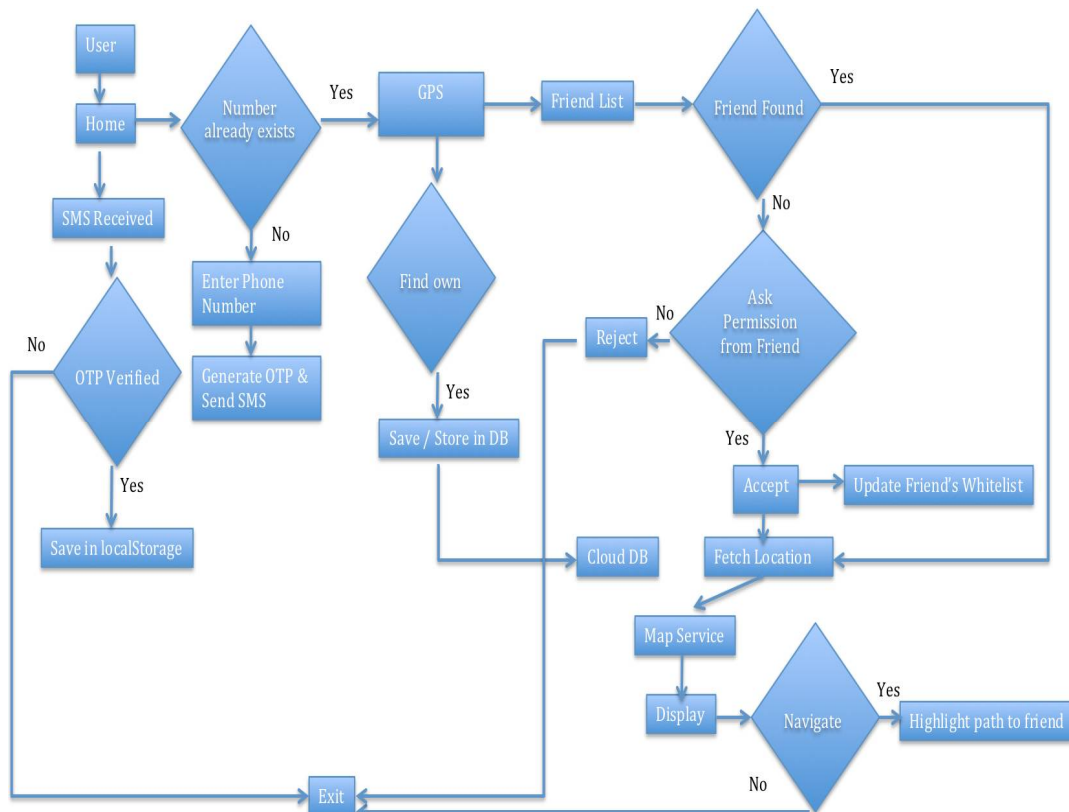 User
Home
SMS Received
No
OTP Verified
Yes
Save in localStorage
Number
already exists
Yes
No
Enter Phone
Number
Generate OTP &
Send SMS
GPS
Find own
Yes
Save / Store in DB
Cloud DB
Friend List
Friend Found
Yes
No
Ask
Permission
from Friend
No
Reject
Yes
Accept
Update Friend's Whitelist
Fetch Location
Map Service
Display
Navigate
Yes
Highlight path to friend
No
Exit